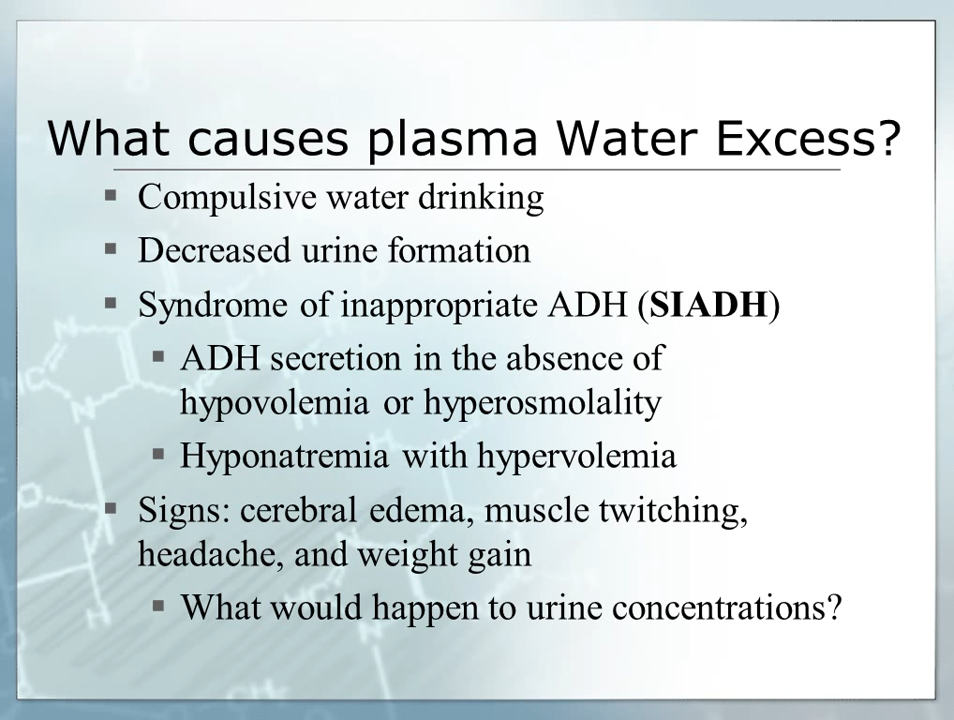 What causes plasma Water Excess?
▪ Compulsive water drinking
▪ Decreased urine formation
▪ Syndrome of inappropriate ADH (SIADH)
▪ ADH secretion in the absence of
hypovolemia or hyperosmolality
▪ Hyponatremia with hypervolemia
▪ Signs: cerebral edema, muscle twitching,
headache, and weight gain
▪ What would happen to urine concentrations?